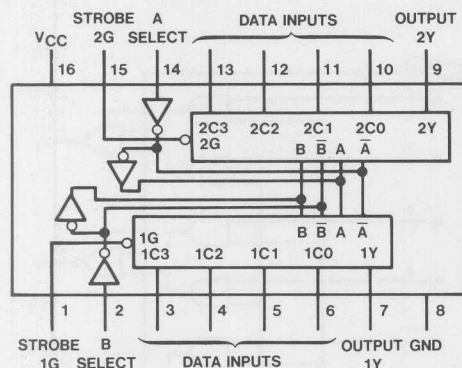 STROBE A DATA INPUTS OUTPUT
VCC 2G SELECT 2Y
16 15 14 13 12 11 10 9
2C3 2C2 2C1 2C0 2Y
2G
B B̅ A A̅
B B̅ A A̅
1G
1C3 1C2 1C1 1C0 1Y
1 2 3 4 5 6 7 8
STROBE B DATA INPUTS OUTPUT GND
1G SELECT 1Y